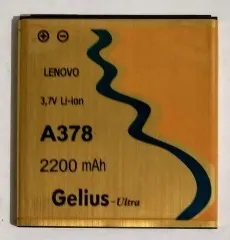 LENOVO
3,7V Li-ion
A378
2200 mAh
Gelius-Ultra